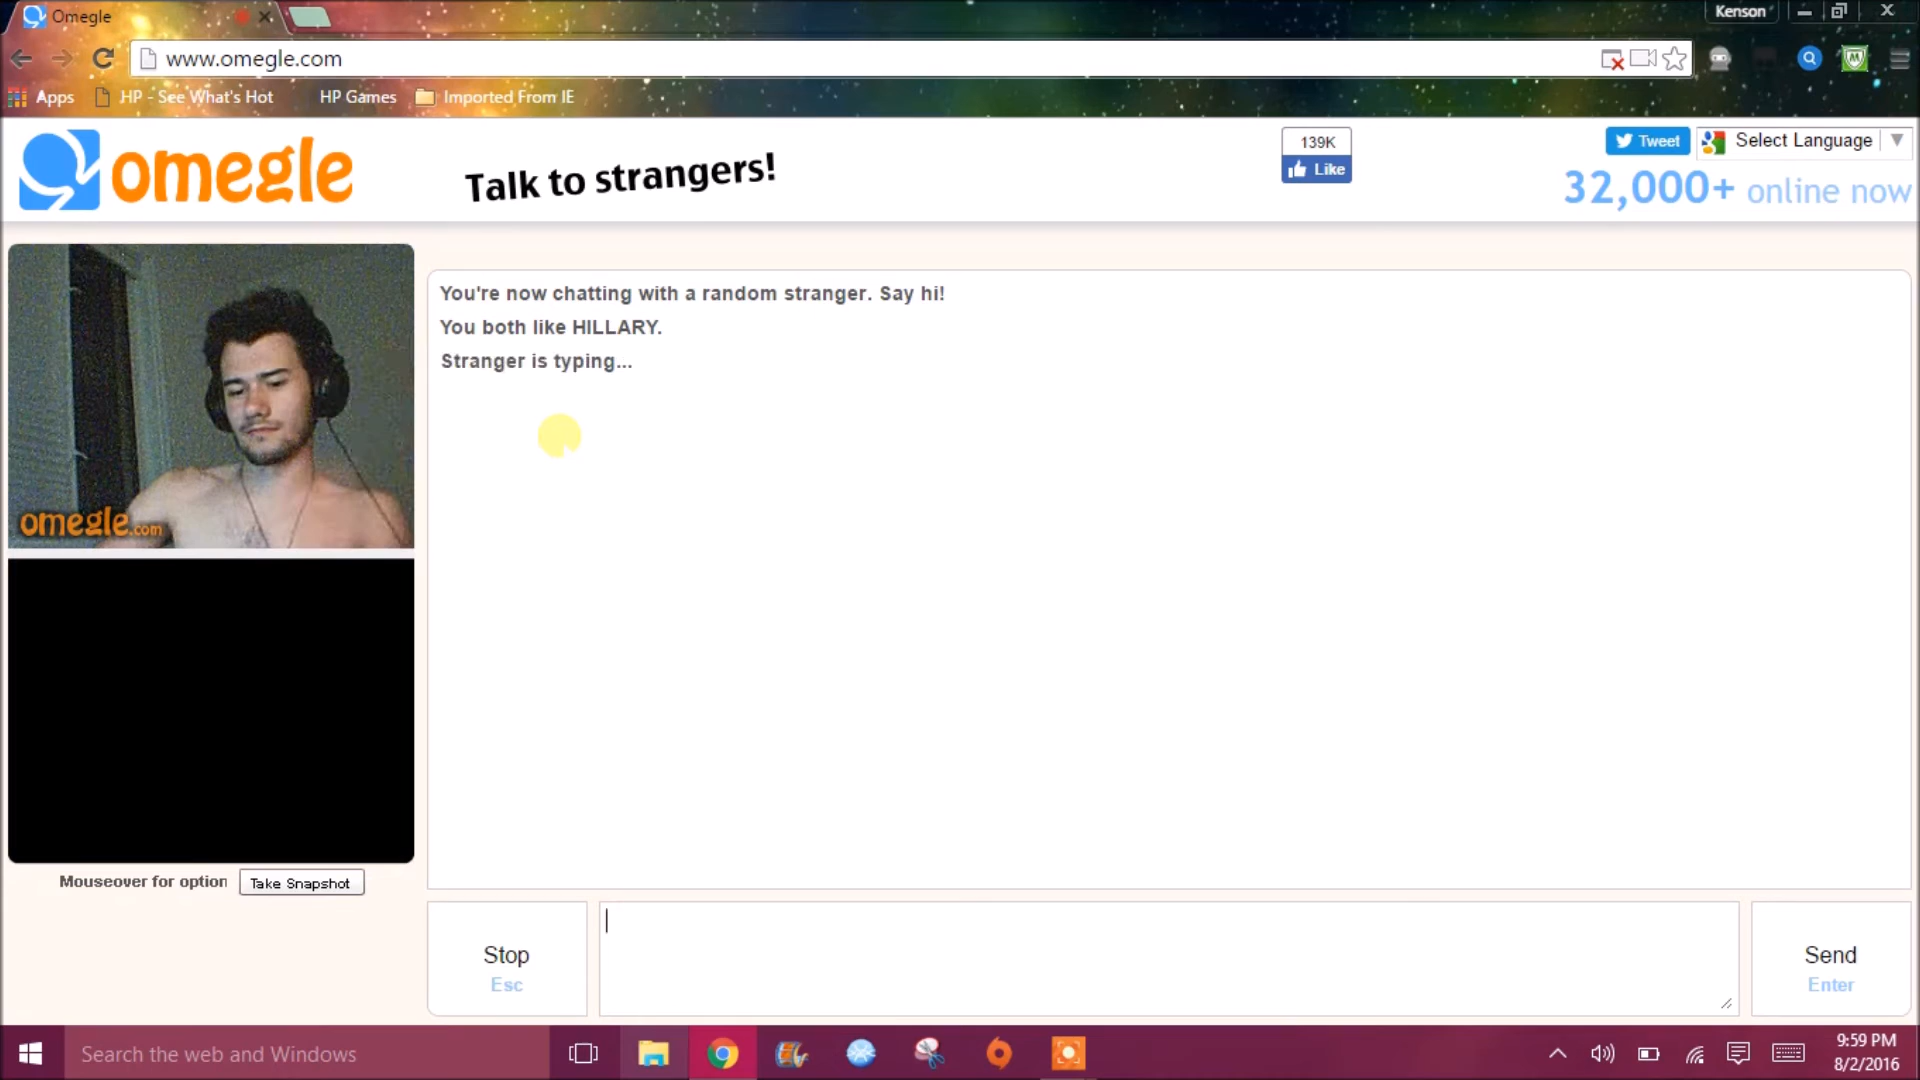 Omegle
Kenson
www.omegle.com
Apps
HP - See What's Hot
HP Games
Imported From IE
omegle
Talk to strangers!
139K
Like
Tweet
Select Language
32,000+ online now
omegle.com
You're now chatting with a random stranger. Say hi!
You both like HILLARY.
Stranger is typing...
Mouseover for option
Take Snapshot
Stop
Esc
Send
Enter
Search the web and Windows
9:59 PM
8/2/2016